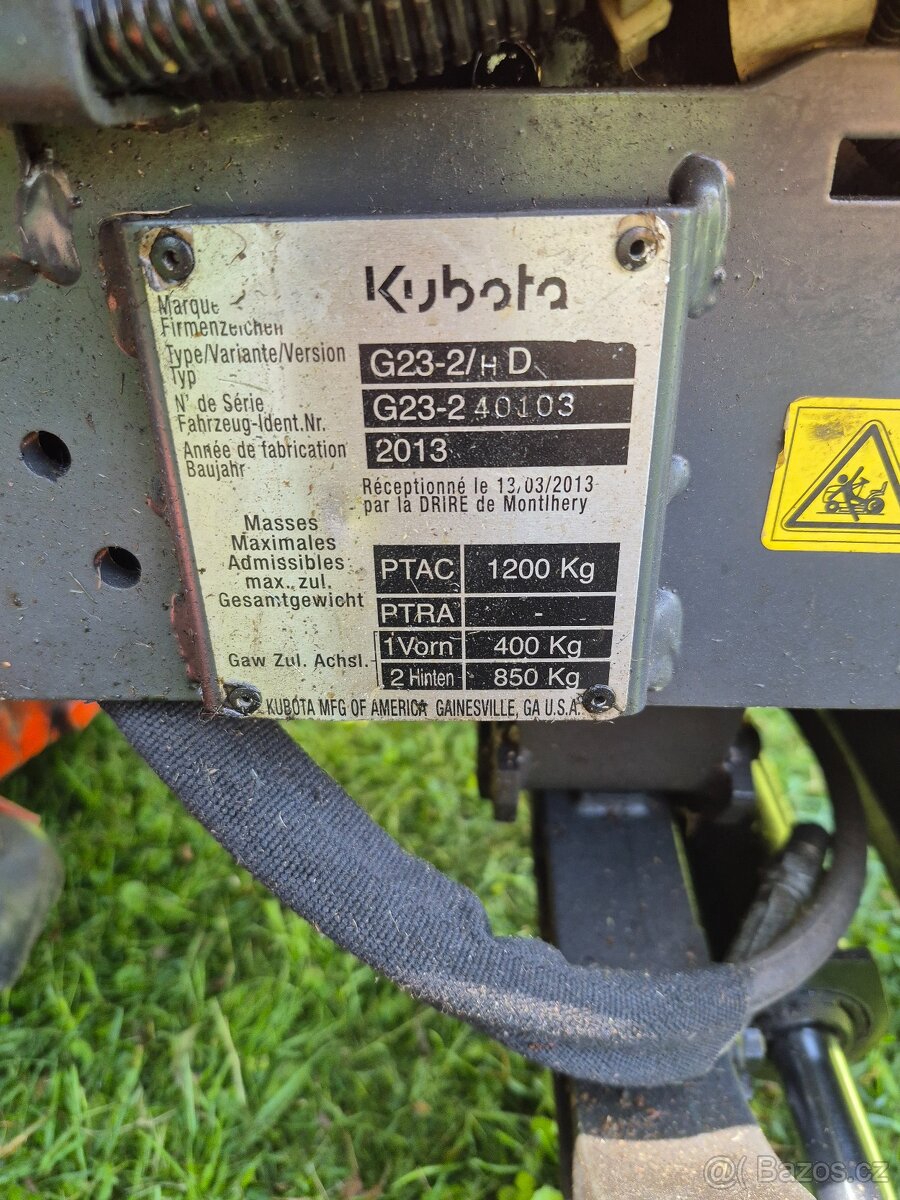 Kubota
Marque
Firmenzeichen
Type/Variante/Version
Typ
G23-2/H D
N° de Série
Fahrzeug-Ident.Nr.
G23-2 40103
Année de fabrication
Baujahr
2013
Réceptionné le 13/03/2013
par la DRIRE de Montlhery
Masses
Maximales
Admissibles
max. zul.
Gesamtgewicht
PTAC 1200 Kg
PTRA -
Gaw Zul. Achsl.
1Vorn 400 Kg
2 Hinten 850 Kg
KUBOTA MFG OF AMERICA GAINESVILLE, GA U.S.A.
@ Bazos.cz